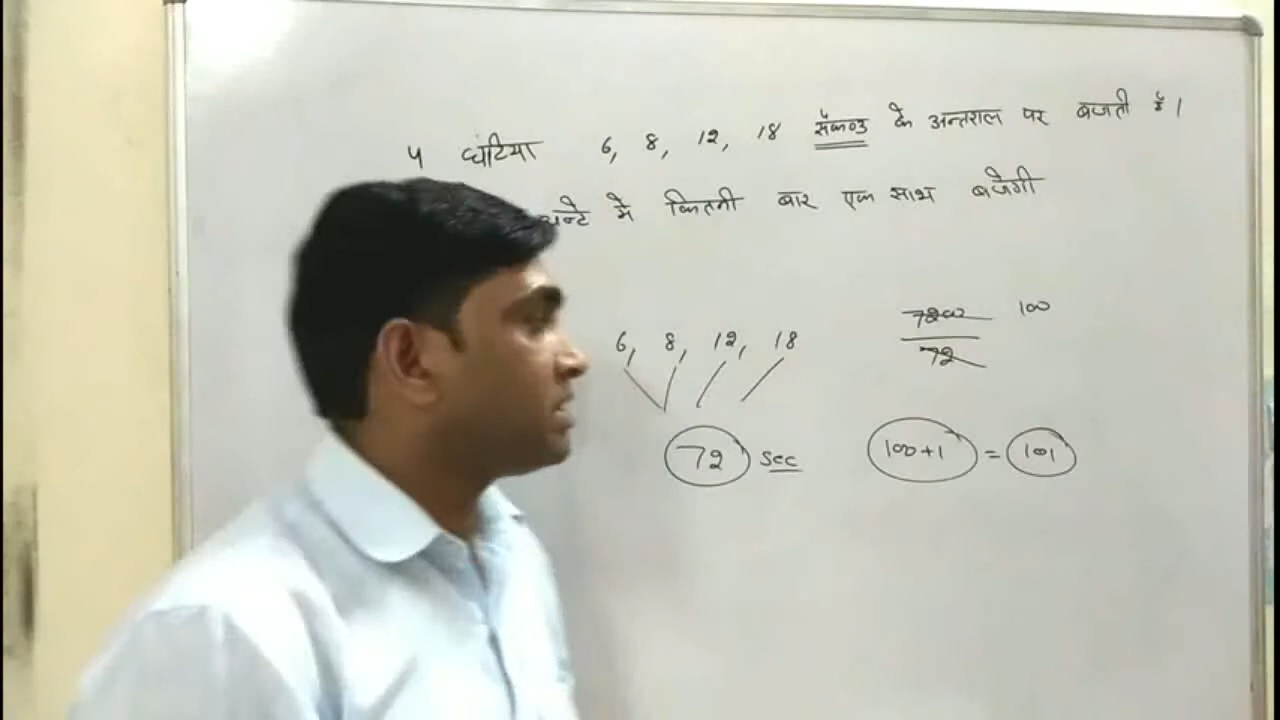 4 घंटिया 6, 8, 12, 18 सैकण्ड के अन्तराल पर बजती है।
घन्टे मे कितनी बार एक साथ बजेगी
6, 8, 12, 18
7200 100
72
72 sec
100+1 = 101